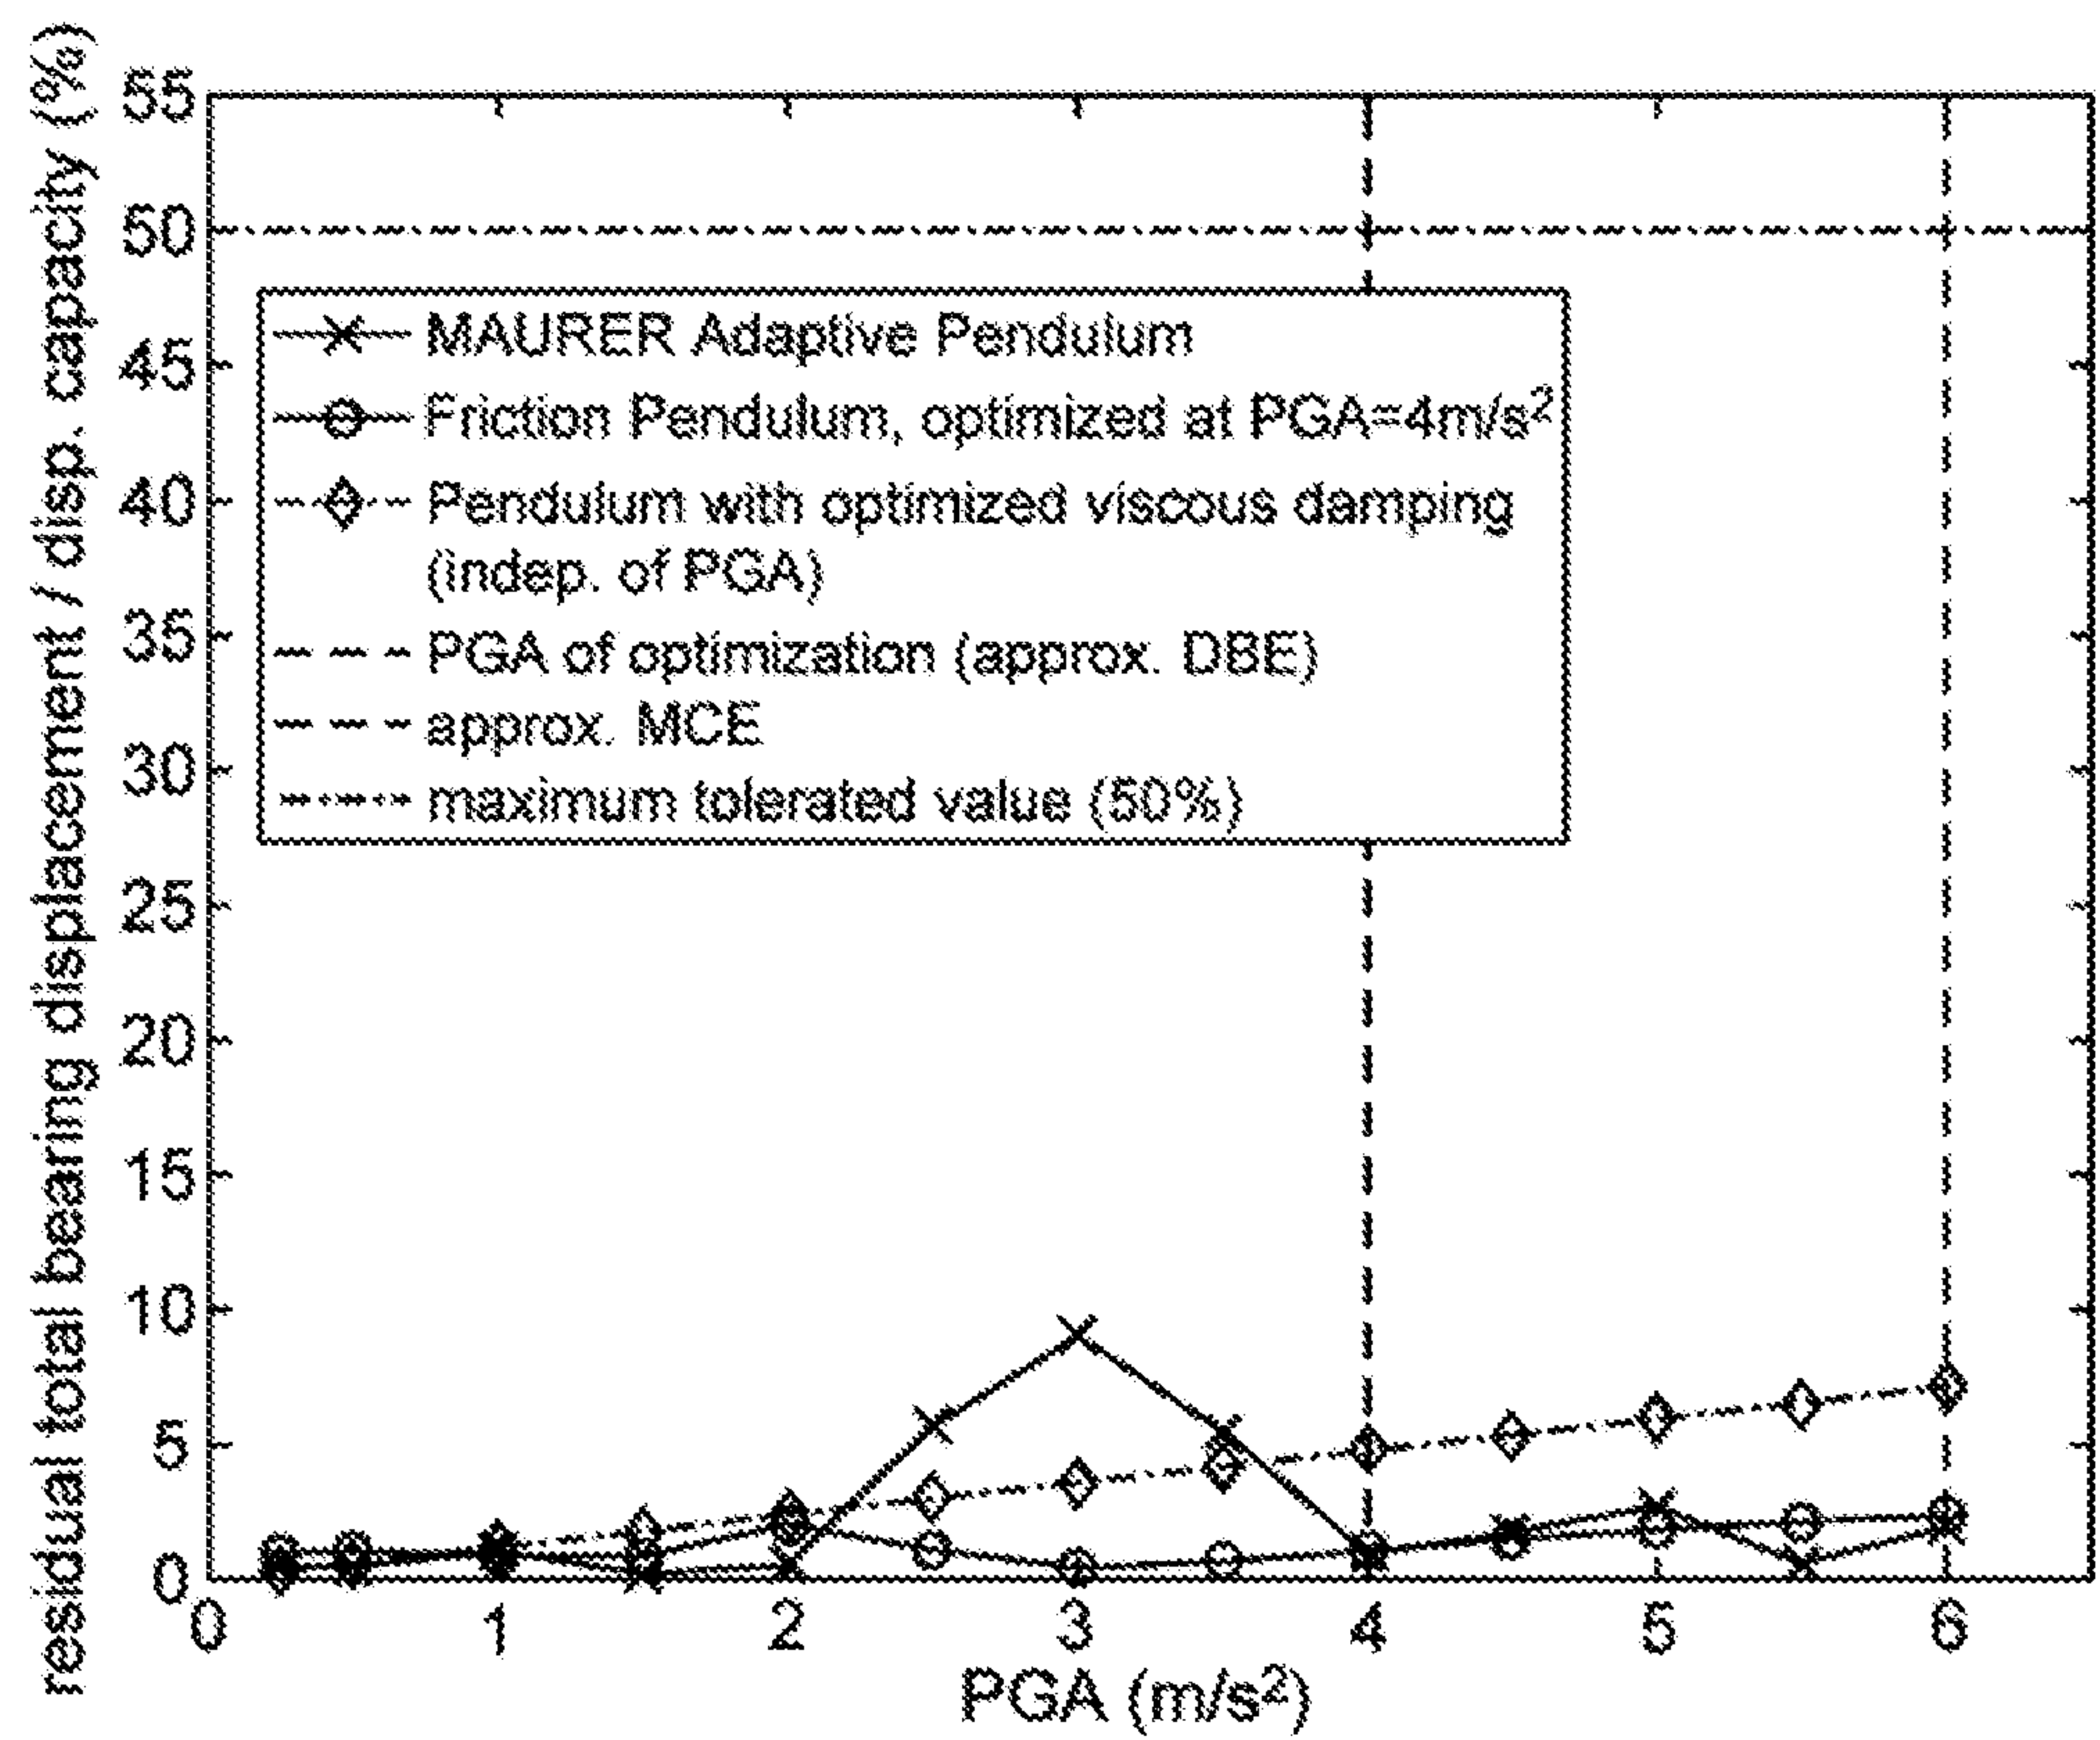 residual total bearing displacement / disp. capacity (%)
55
50
45
40
35
30
25
20
15
10
5
0
MAURER Adaptive Pendulum
Friction Pendulum, optimized at PGA=4m/s²
Pendulum with optimized viscous damping
(indep. of PGA)
PGA of optimization (approx. DBE)
approx. MCE
maximum tolerated value (50%)
0 1 2 3 4 5 6
PGA (m/s²)